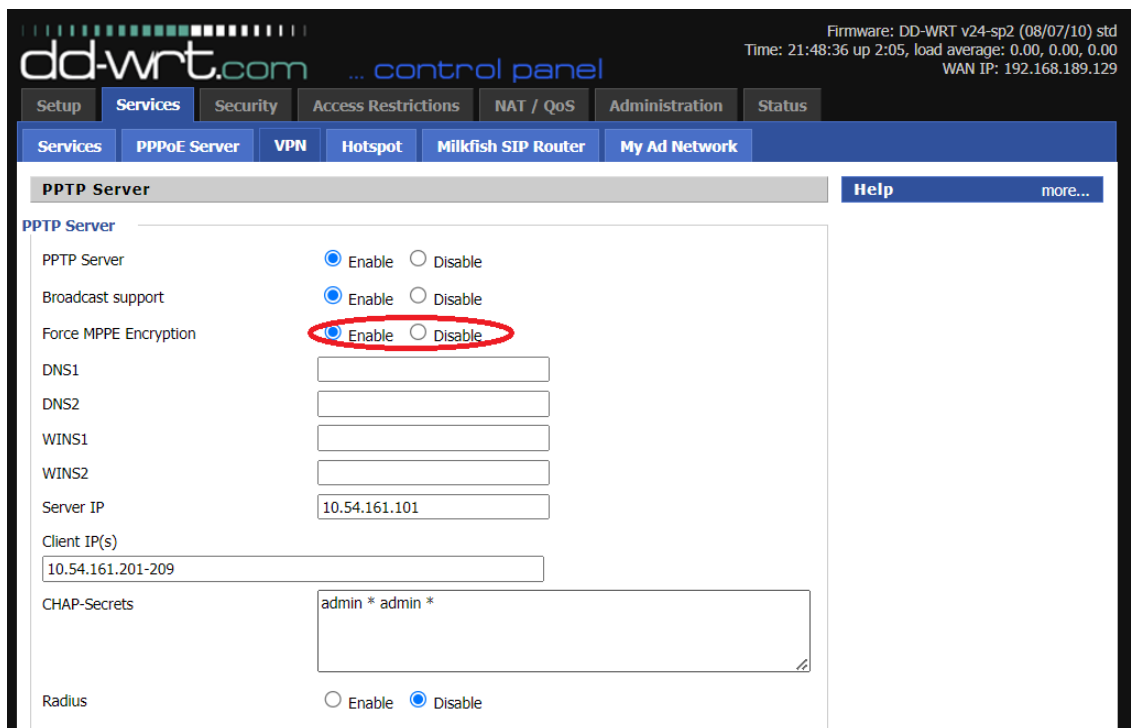 Firmware: DD-WRT v24-sp2 (08/07/10) std
Time: 21:48:36 up 2:05, load average: 0.00, 0.00, 0.00
WAN IP: 192.168.189.129
dd-wrt.com ... control panel
Setup Services Security Access Restrictions NAT / QoS Administration Status
Services PPPoE Server VPN Hotspot Milkfish SIP Router My Ad Network
PPTP Server Help more...
PPTP Server
PPTP Server Enable Disable
Broadcast support Enable Disable
Force MPPE Encryption Enable Disable
DNS1
DNS2
WINS1
WINS2
Server IP 10.54.161.101
Client IP(s)
10.54.161.201-209
CHAP-Secrets admin * admin *
Radius Enable Disable